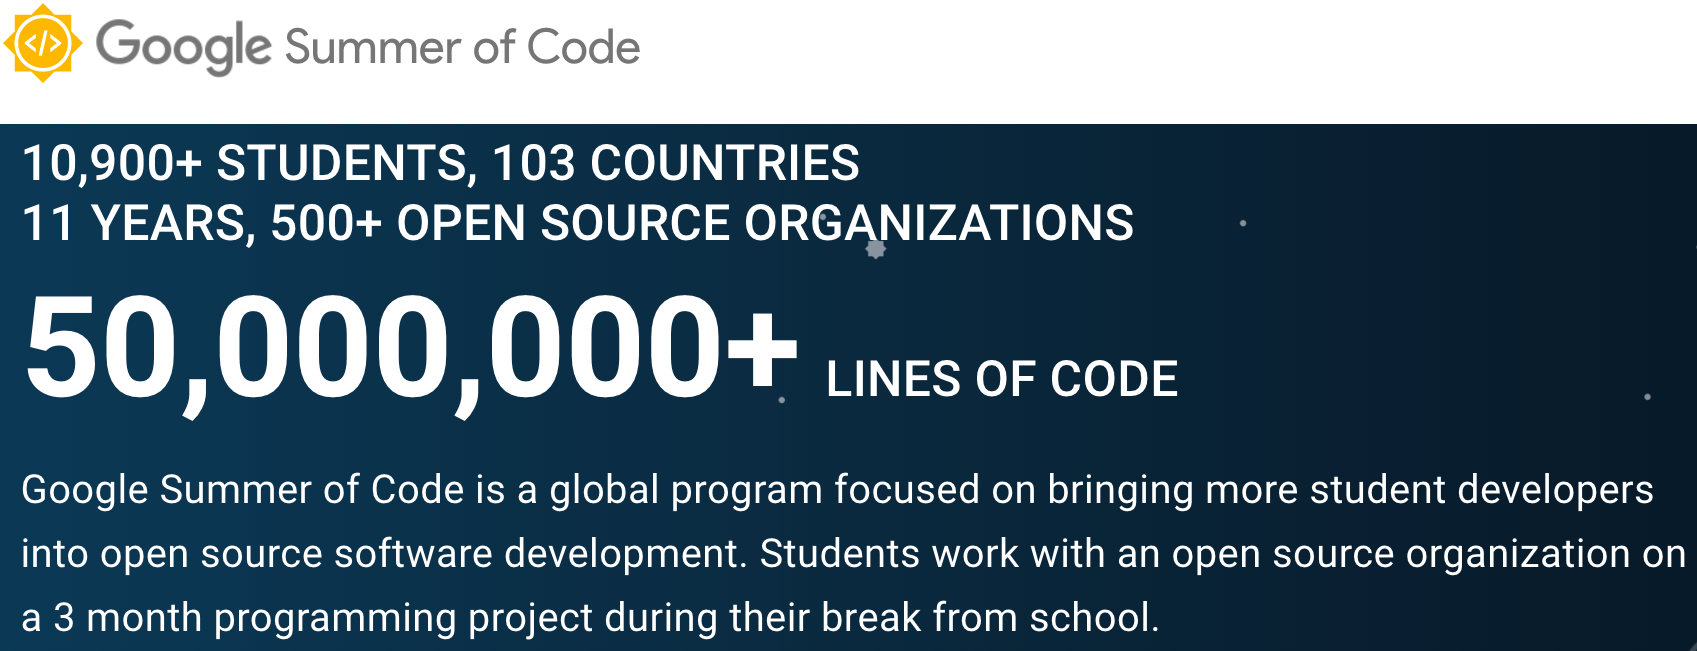 </> Google Summer of Code
10,900+ STUDENTS, 103 COUNTRIES
11 YEARS, 500+ OPEN SOURCE ORGANIZATIONS
50,000,000+ LINES OF CODE
Google Summer of Code is a global program focused on bringing more student developers
into open source software development. Students work with an open source organization on
a 3 month programming project during their break from school.